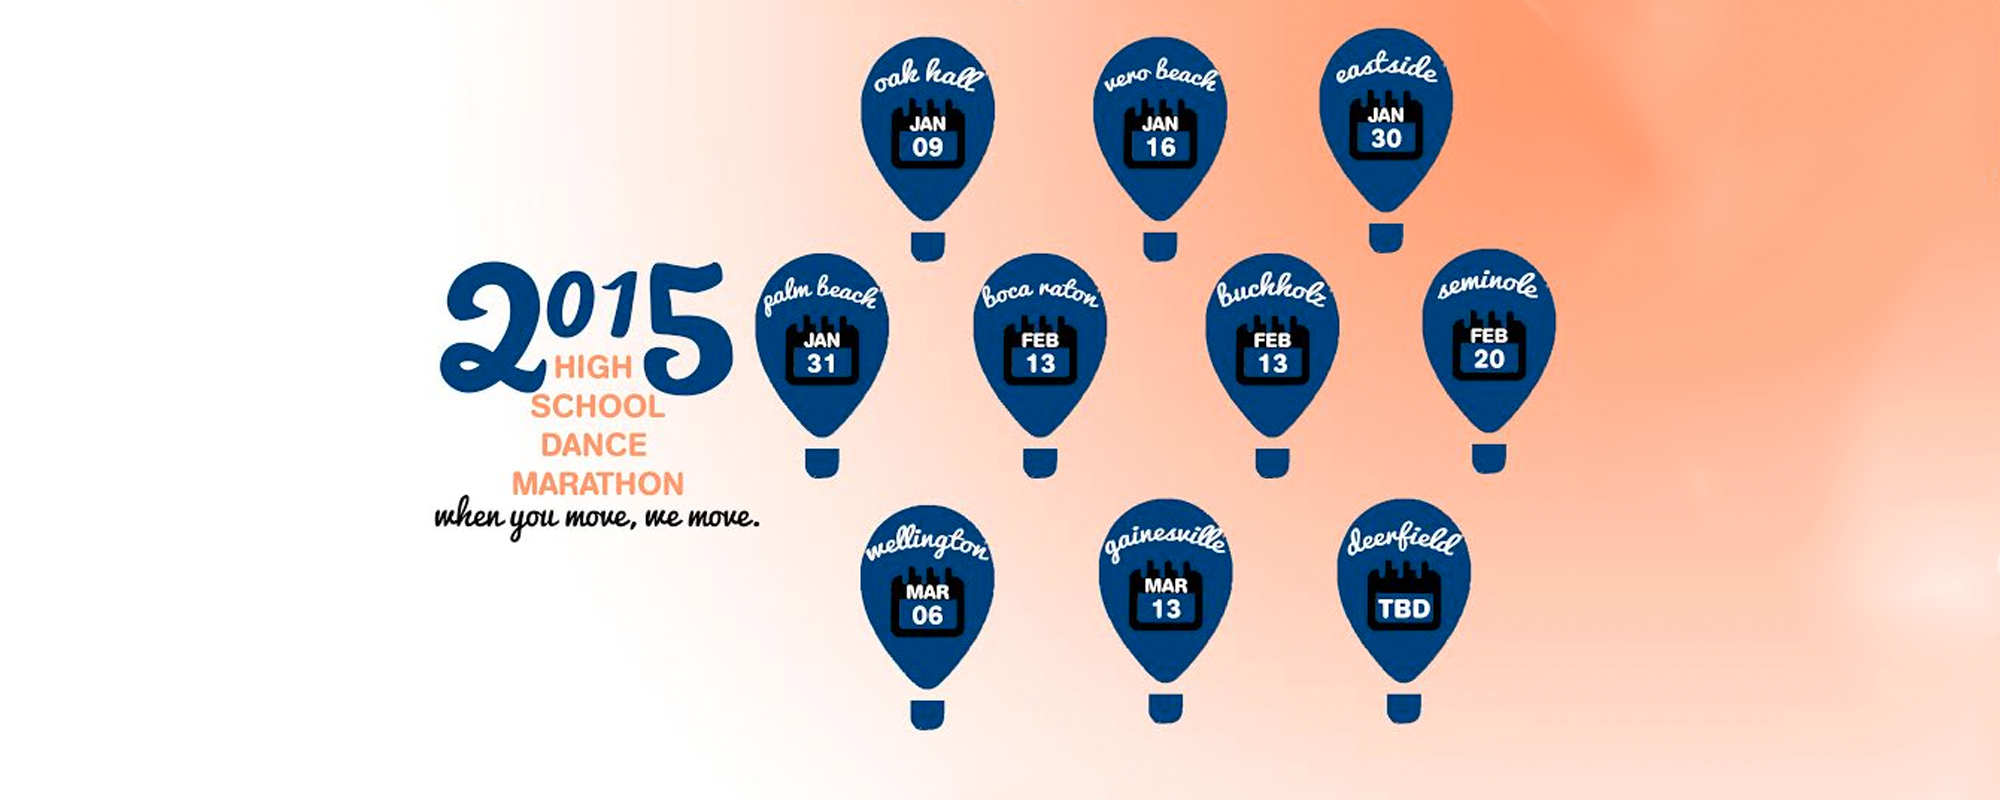 2015
HIGH
SCHOOL
DANCE
MARATHON
when you move, we move.
oak hall
JAN
09
vero beach
JAN
16
eastside
JAN
30
palm beach
JAN
31
boca raton
FEB
13
buchholz
FEB
13
seminole
FEB
20
wellington
MAR
06
gainesville
MAR
13
deerfield
TBD